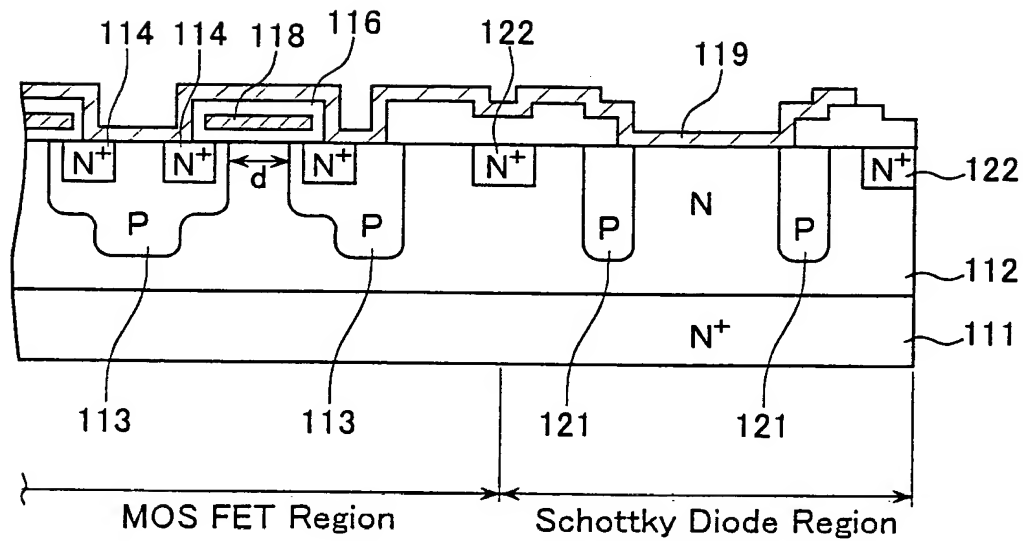 114 114 118 116 122 119
N+ N+ N+ N+ N+ 122
d
P P P N P
112
N+ 111
113 113 121 121
MOS FET Region Schottky Diode Region